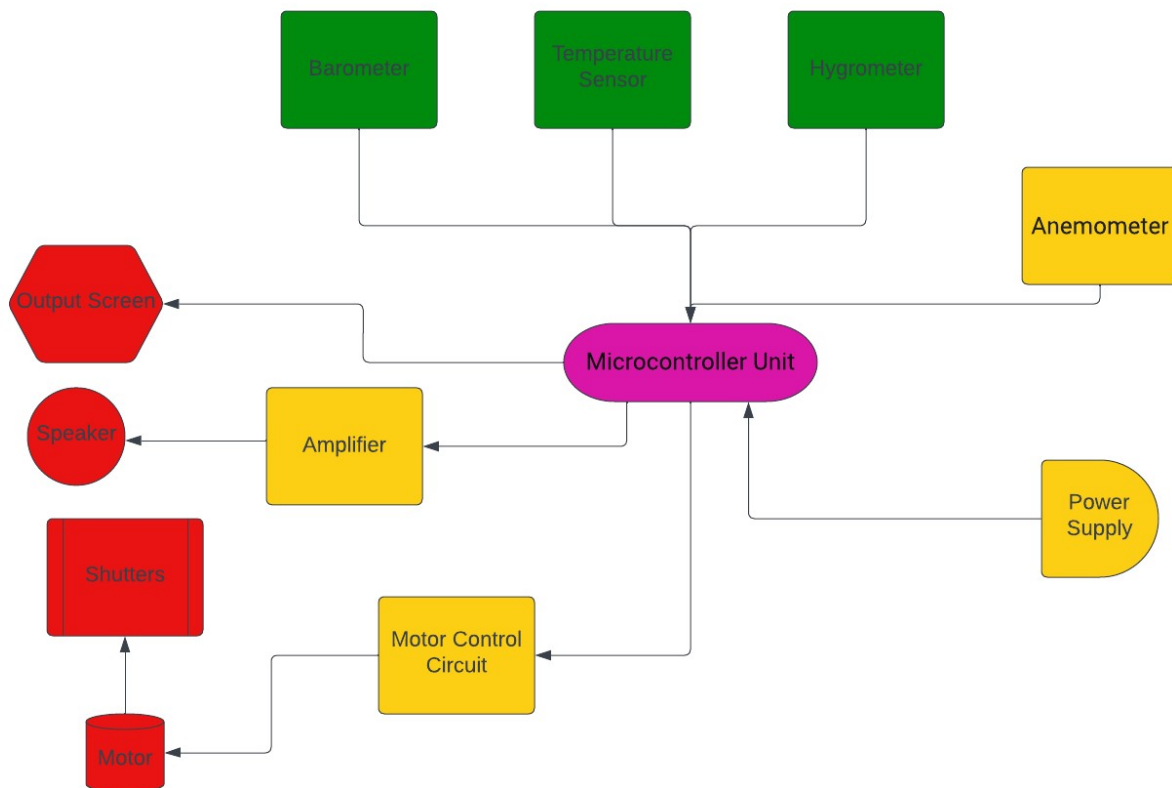 Barometer
Temperature
Sensor
Hygrometer
Anemometer
Output Screen
Microcontroller Unit
Speaker
Amplifier
Power
Supply
Shutters
Motor Control
Circuit
Motor